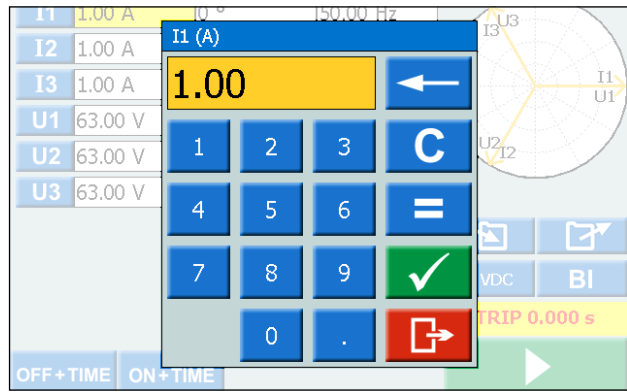 I1 1.00 A 0 ° 50.00 Hz
I2 1.00 A
I3 1.00 A
U1 63.00 V
U2 63.00 V
U3 63.00 V
I1 (A)
1.00
1 2 3 C
4 5 6 =
7 8 9
0 .
U3
I3
I1
U1
U2
I2
VDC BI
TRIP 0.000 s
OFF+TIME ON+TIME